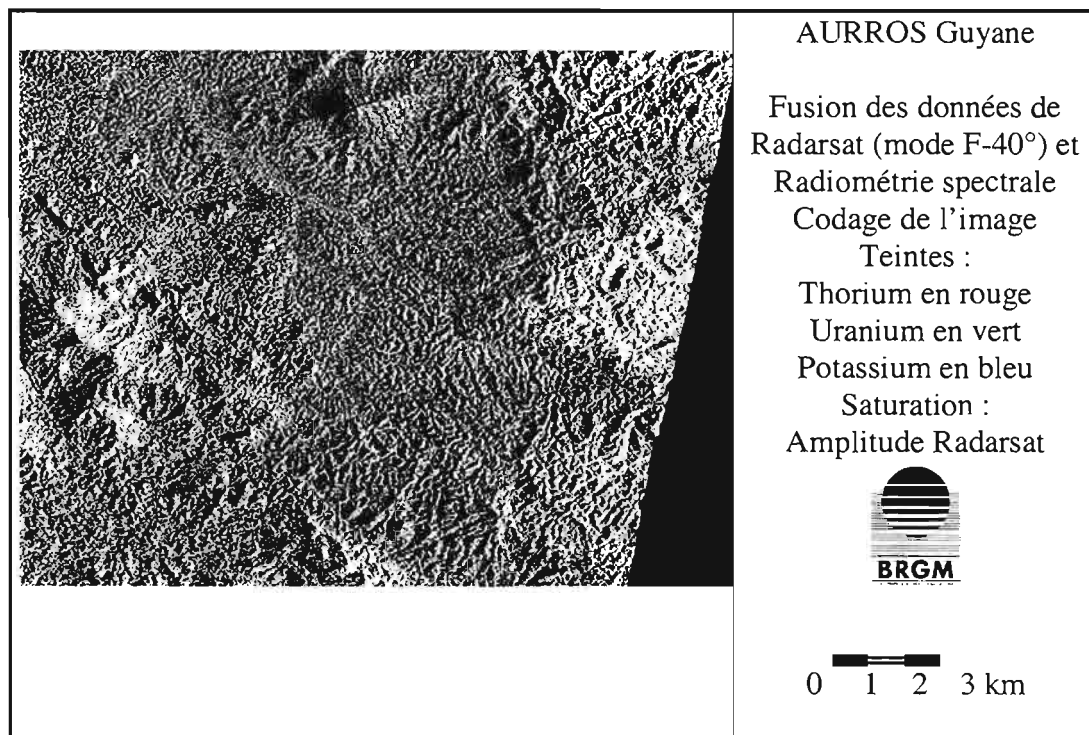 AURROS Guyane
Fusion des données de
Radarsat (mode F-40°) et
Radiométrie spectrale
Codage de l'image
Teintes :
Thorium en rouge
Uranium en vert
Potassium en bleu
Saturation :
Amplitude Radarsat
BRGM
0 1 2 3 km